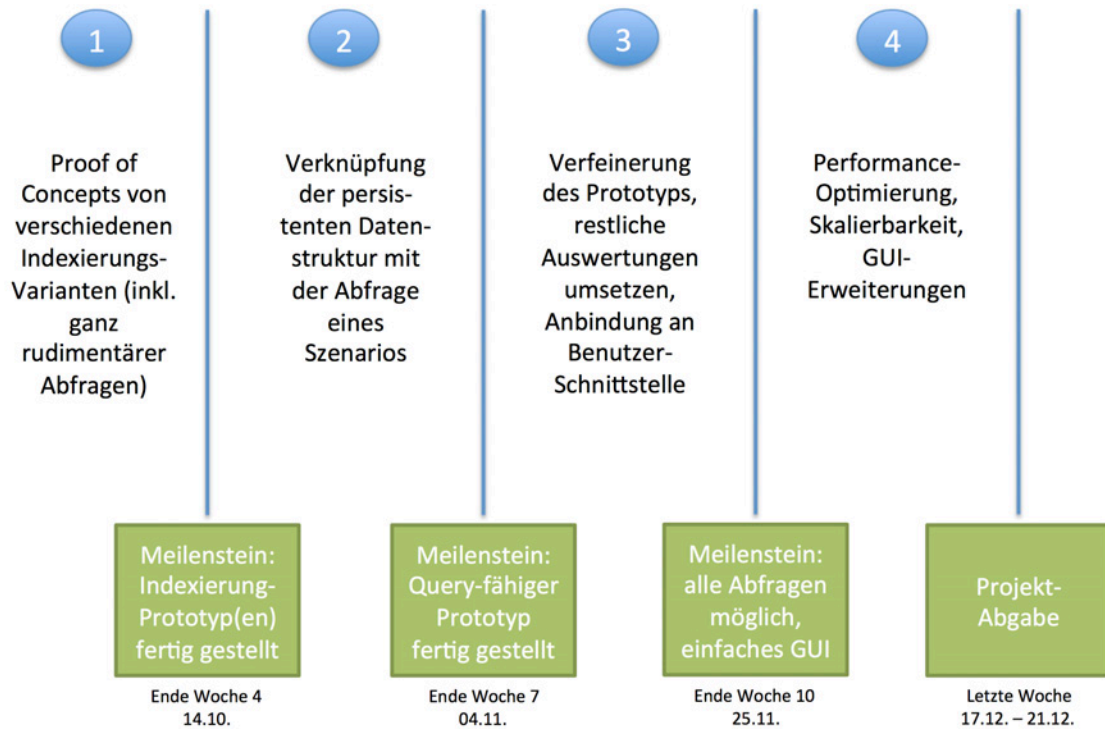 1
2
3
4
Proof of
Concepts von
verschiedenen
Indexierungs-
Varianten (inkl.
ganz
rudimentärer
Abfragen)
Verknüpfung
der persis-
tenten Daten-
struktur mit
der Abfrage
eines
Szenarios
Verfeinerung
des Prototyps,
restliche
Auswertungen
umsetzen,
Anbindung an
Benutzer-
Schnittstelle
Performance-
Optimierung,
Skalierbarkeit,
GUI-
Erweiterungen
Meilenstein:
Indexierung-
Prototyp(en)
fertig gestellt
Meilenstein:
Query-fähiger
Prototyp
fertig gestellt
Meilenstein:
alle Abfragen
möglich,
einfaches GUI
Projekt-
Abgabe
Ende Woche 4
14.10.
Ende Woche 7
04.11.
Ende Woche 10
25.11.
Letzte Woche
17.12. – 21.12.